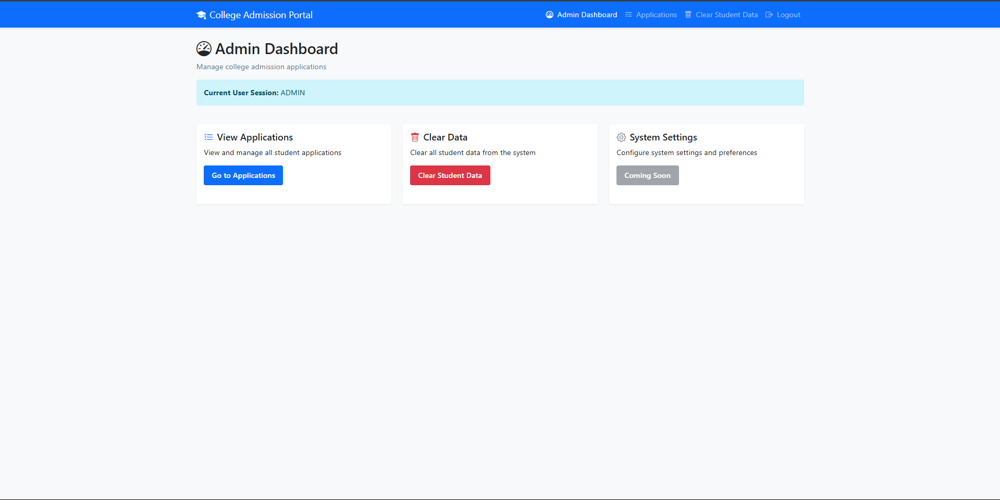 College Admission Portal
Admin Dashboard
Applications
Clear Student Data
Logout
Admin Dashboard
Manage college admission applications
Current User Session: ADMIN
View Applications
View and manage all student applications
Go to Applications
Clear Data
Clear all student data from the system
Clear Student Data
System Settings
Configure system settings and preferences
Coming Soon